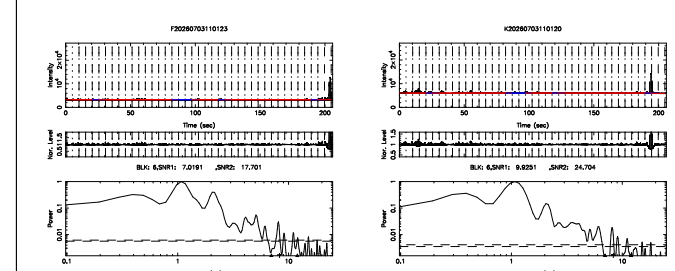 F20260703110123
K20260703110120
Intensity
0 10⁴ 2×10⁴
0 50 100 150 200
Time (sec)
Intensity
0 10⁴ 2×10⁴
0 50 100 150 200
Time (sec)
Nor. Level
0.5 1 1.5
Nor. Level
0.5 1 1.5
BLK: 6,SNR1: 7.0191 ,SNR2: 17.701
BLK: 6,SNR1: 9.9251 ,SNR2: 24.704
Power
0.01 0.1 1
0.1 1 10
Power
0.01 0.1 1
0.1 1 10